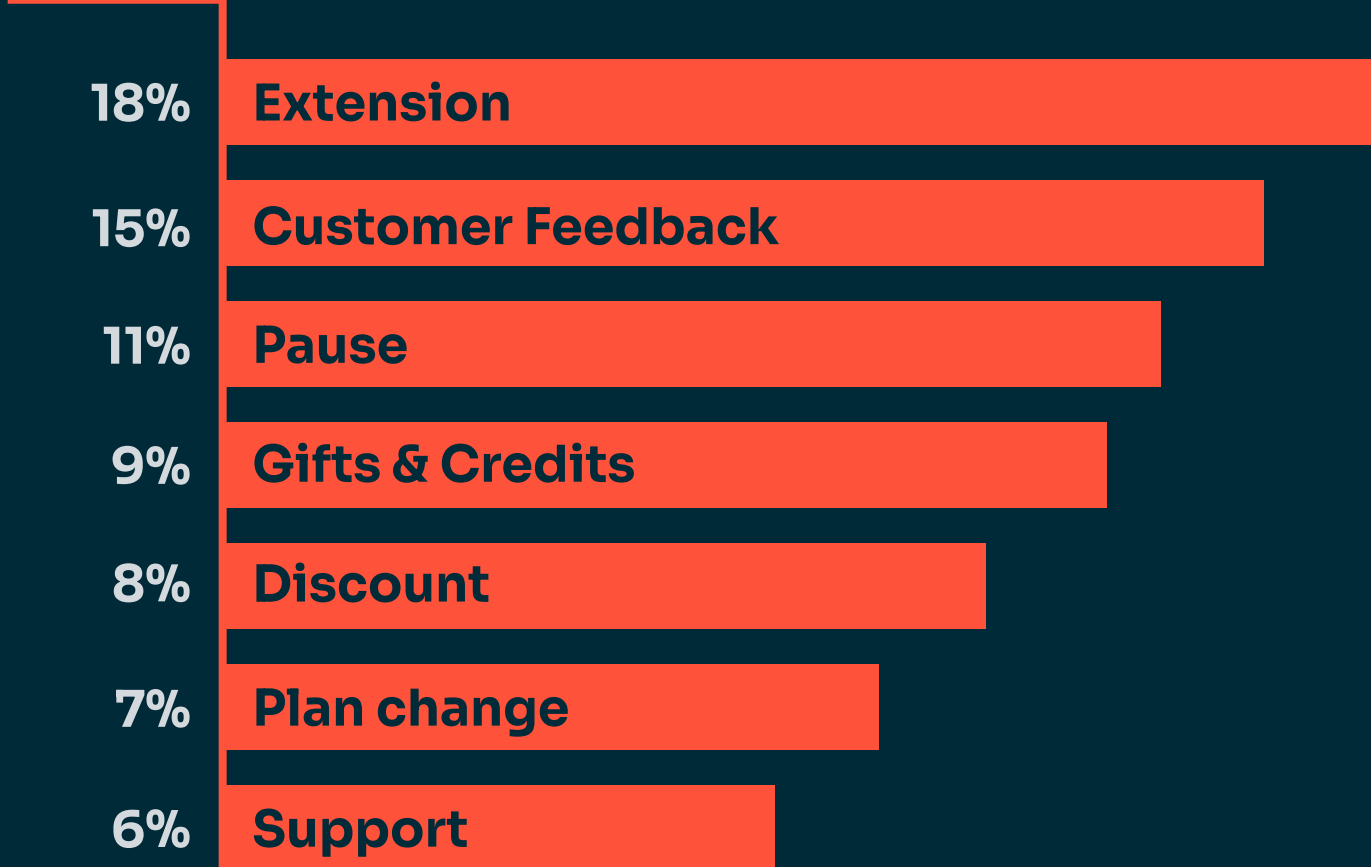 18% Extension
15% Customer Feedback
11% Pause
9% Gifts & Credits
8% Discount
7% Plan change
6% Support